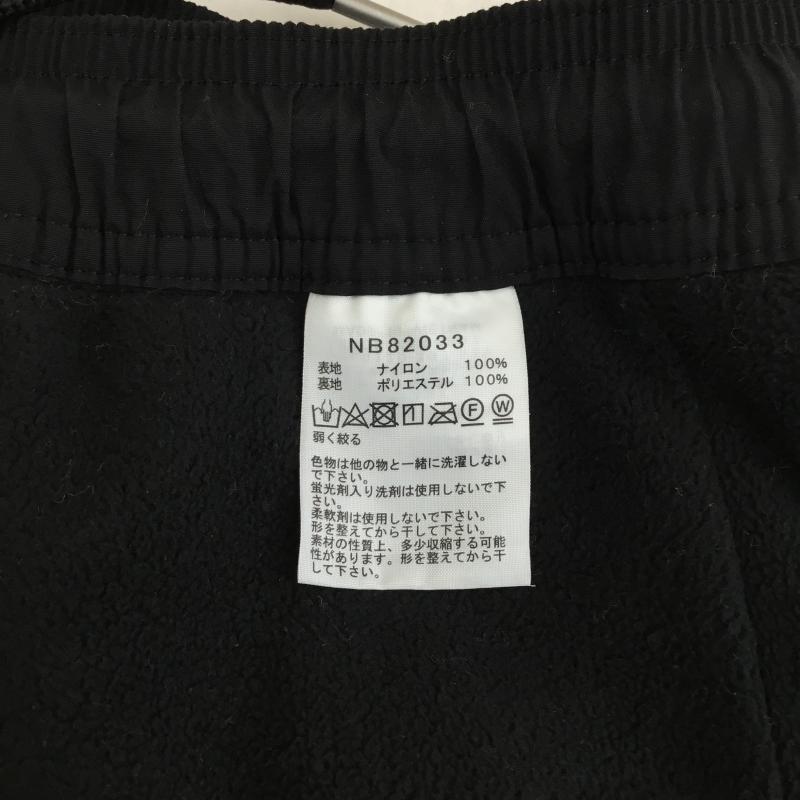 NB82033
表地 ナイロン 100%
裏地 ポリエステル 100%
F W
弱く絞る
色物は他の物と一緒に洗濯しない
で下さい。
蛍光剤入り洗剤は使用しないで下
さい。
柔軟剤は使用しないで下さい。
形を整えてから干して下さい。
素材の性質上、多少収縮する可能
性があります。形を整えてから干
して下さい。